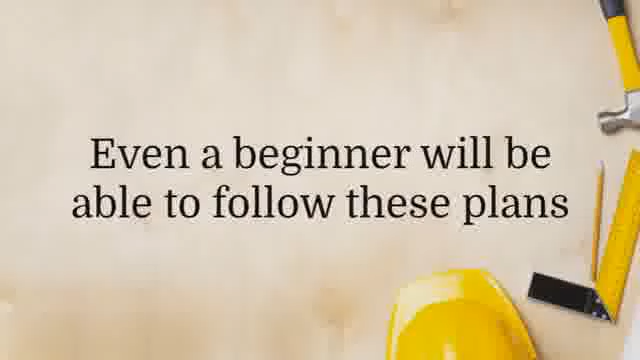 Even a beginner will be
able to follow these plans